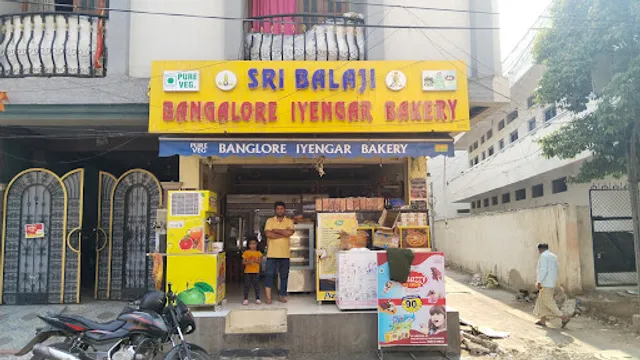 PURE
VEG.
SRI BALAJI
BANGALORE IYENGAR BAKERY
PURE
VEG
BANGLORE IYENGAR BAKERY
90